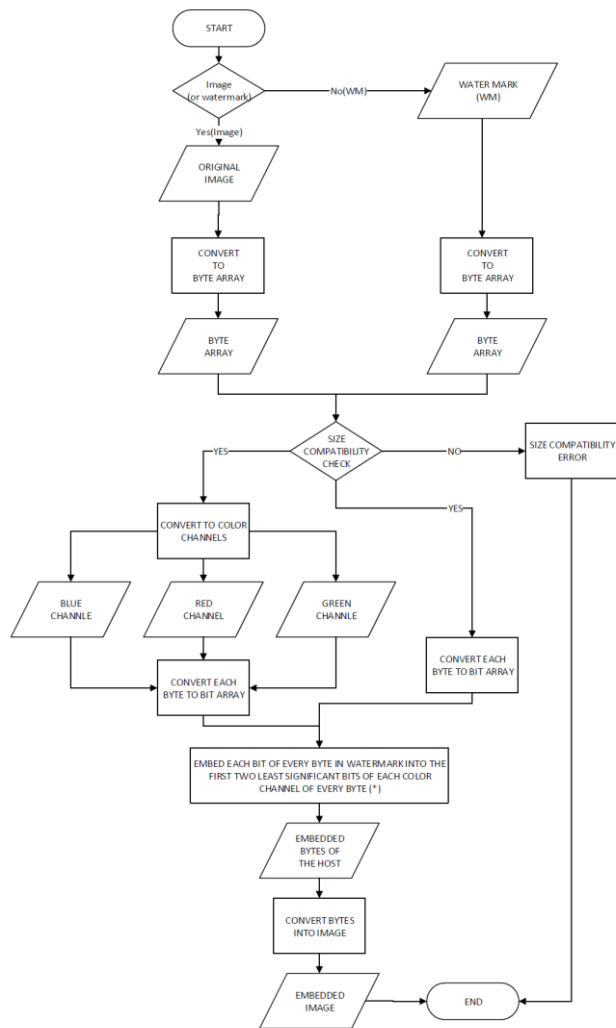 START
Image
(or watermark)
No(WM)
WATER MARK
(WM)
Yes(Image)
ORIGINAL
IMAGE
CONVERT
TO
BYTE ARRAY
CONVERT
TO
BYTE ARRAY
BYTE
ARRAY
BYTE
ARRAY
SIZE
COMPATIBILITY
CHECK
YES
NO
SIZE COMPATIBILITY
ERROR
YES
CONVERT TO COLOR
CHANNELS
BLUE
CHANNLE
RED
CHANNEL
GREEN
CHANNLE
CONVERT EACH
BYTE TO BIT ARRAY
CONVERT EACH
BYTE TO BIT ARRAY
EMBED EACH BIT OF EVERY BYTE IN WATERMARK INTO THE
FIRST TWO LEAST SIGNIFICANT BITS OF EACH COLOR
CHANNEL OF EVERY BYTE (*)
EMBEDDED
BYTES OF
THE HOST
CONVERT BYTES
INTO IMAGE
EMBEDDED
IMAGE
END